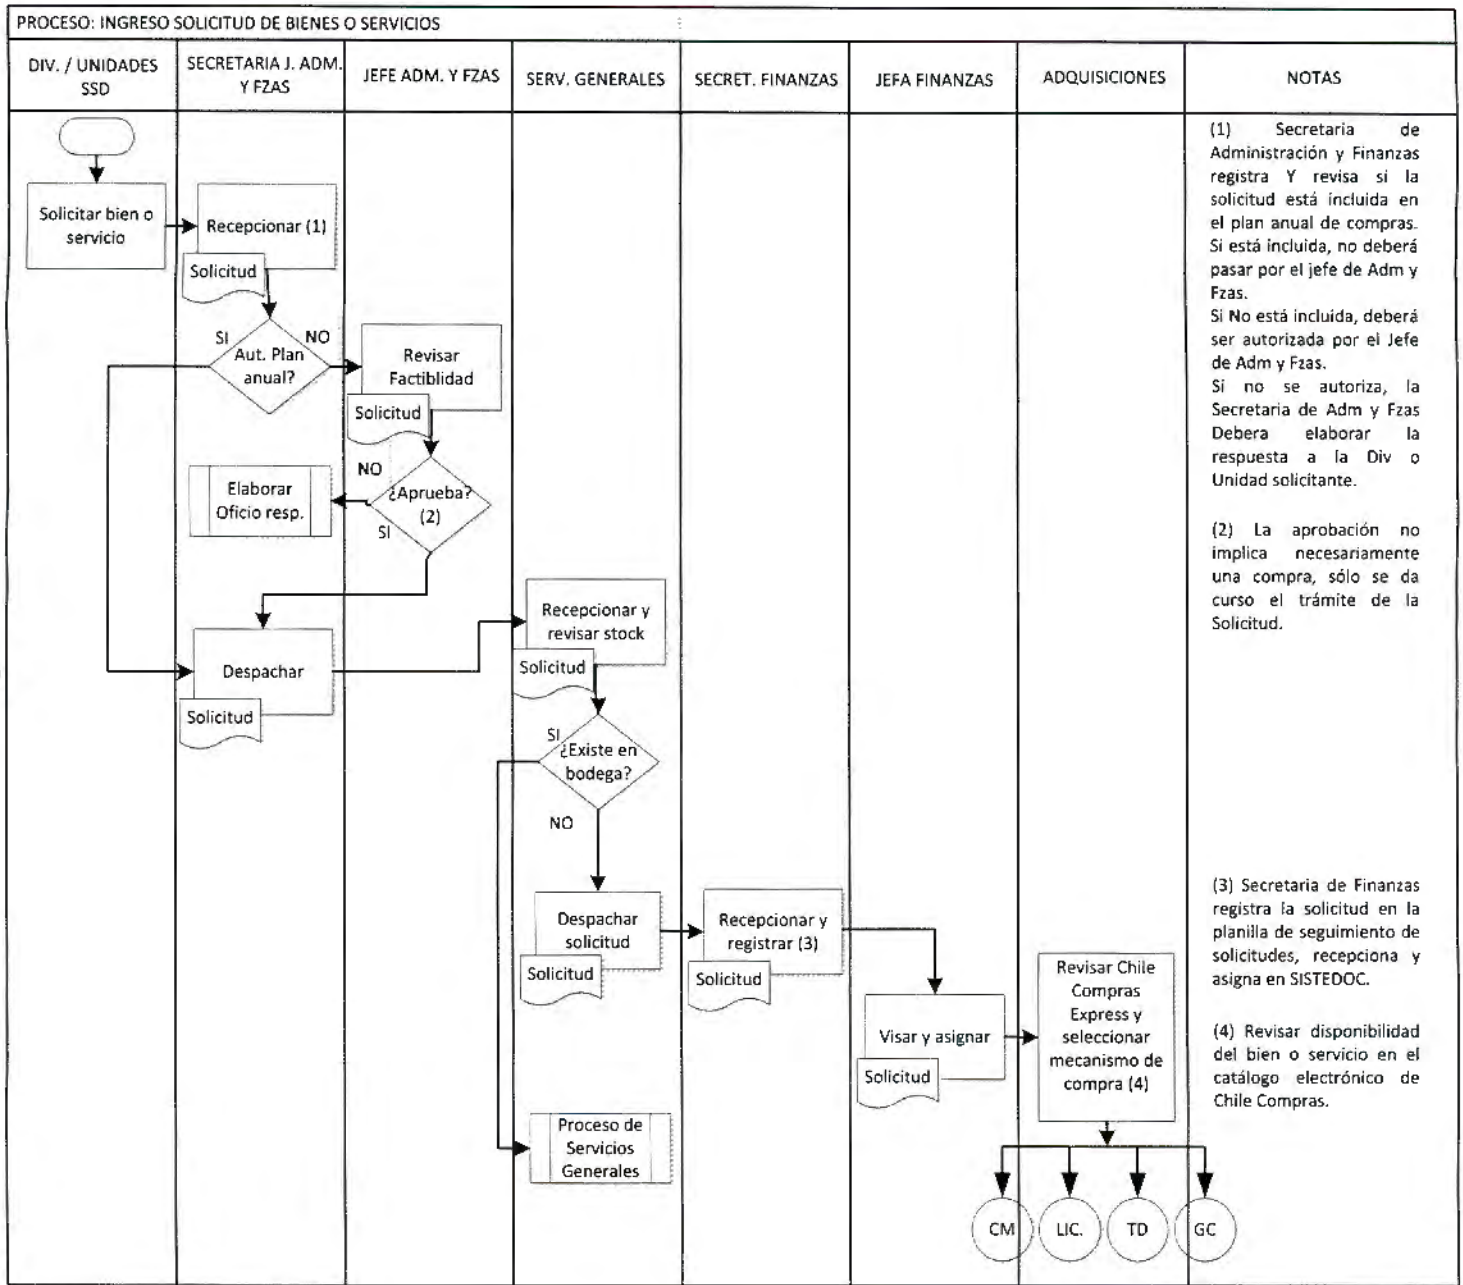 PROCESO: INGRESO SOLICITUD DE BIENES O SERVICIOS
DIV. / UNIDADES
SSD
SECRETARIA J. ADM.
Y FZAS
JEFE ADM. Y FZAS
SERV. GENERALES
SECRET. FINANZAS
JEFA FINANZAS
ADQUISICIONES
NOTAS
Solicitar bien o
servicio
Recepcionar (1)
Solicitud
SI
NO
Aut. Plan
anual?
Revisar
Factiblidad
Solicitud
NO
¿Aprueba?
(2)
SI
Elaborar
Oficio resp.
Despachar
Solicitud
Recepcionar y
revisar stock
Solicitud
SI
¿Existe en
bodega?
NO
Despachar
solicitud
Solicitud
Recepcionar y
registrar (3)
Solicitud
Visar y asignar
Solicitud
Revisar Chile
Compras
Express y
seleccionar
mecanismo de
compra (4)
Proceso de
Servicios
Generales
CM
LIC.
TD
GC
(1) Secretaria de
Administración y Finanzas
registra Y revisa si la
solicitud está incluida en
el plan anual de compras.
Si está incluida, no deberá
pasar por el jefe de Adm y
Fzas.
Si No está incluida, deberá
ser autorizada por el Jefe
de Adm y Fzas.
Si no se autoriza, la
Secretaria de Adm y Fzas
Debera elaborar la
respuesta a la Div o
Unidad solicitante.
(2) La aprobación no
implica necesariamente
una compra, sólo se da
curso el trámite de la
Solicitud.
(3) Secretaria de Finanzas
registra la solicitud en la
planilla de seguimiento de
solicitudes, recepciona y
asigna en SISTEDOC.
(4) Revisar disponibilidad
del bien o servicio en el
catálogo electrónico de
Chile Compras.